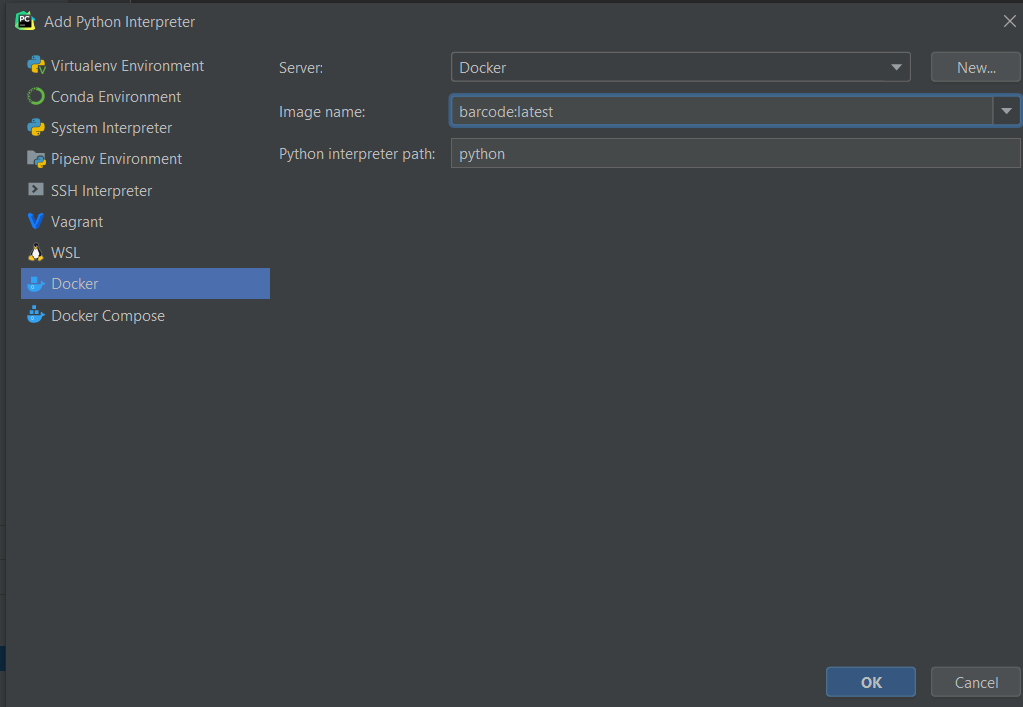 PC
Add Python Interpreter
Virtualenv Environment
Conda Environment
System Interpreter
Pipenv Environment
SSH Interpreter
Vagrant
WSL
Docker
Docker Compose
Server:
Docker
New...
Image name:
barcode:latest
Python interpreter path:
python
OK
Cancel